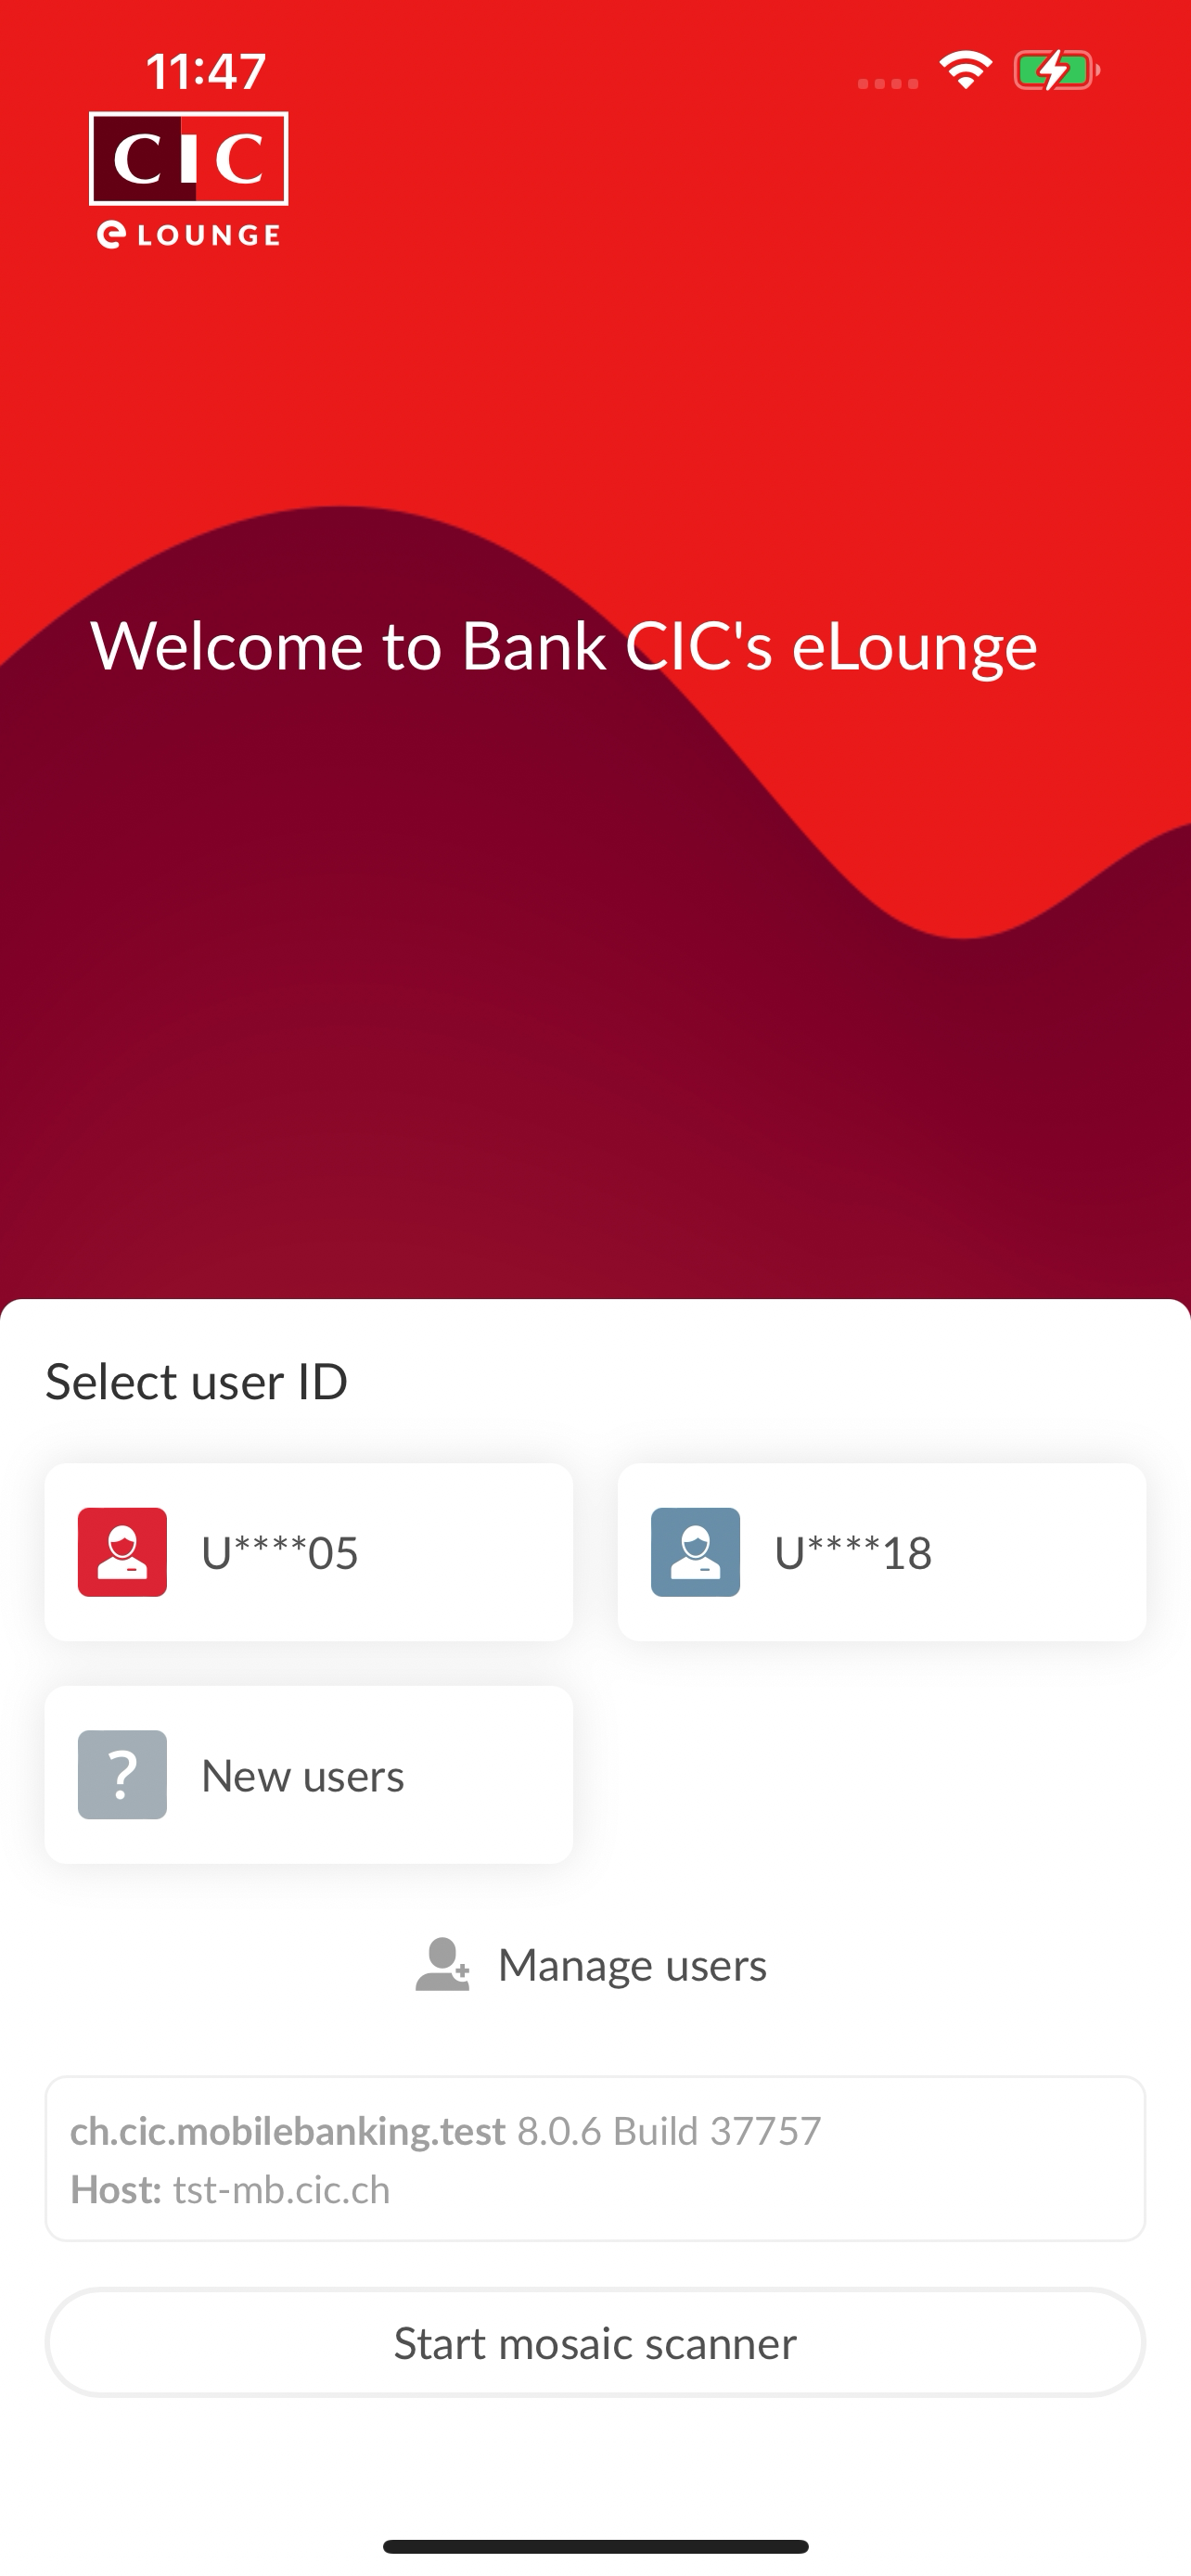 11:47
CIC
e LOUNGE
Welcome to Bank CIC's eLounge
Select user ID
U****05
U****18
? New users
Manage users
ch.cic.mobilebanking.test 8.0.6 Build 37757
Host: tst-mb.cic.ch
Start mosaic scanner